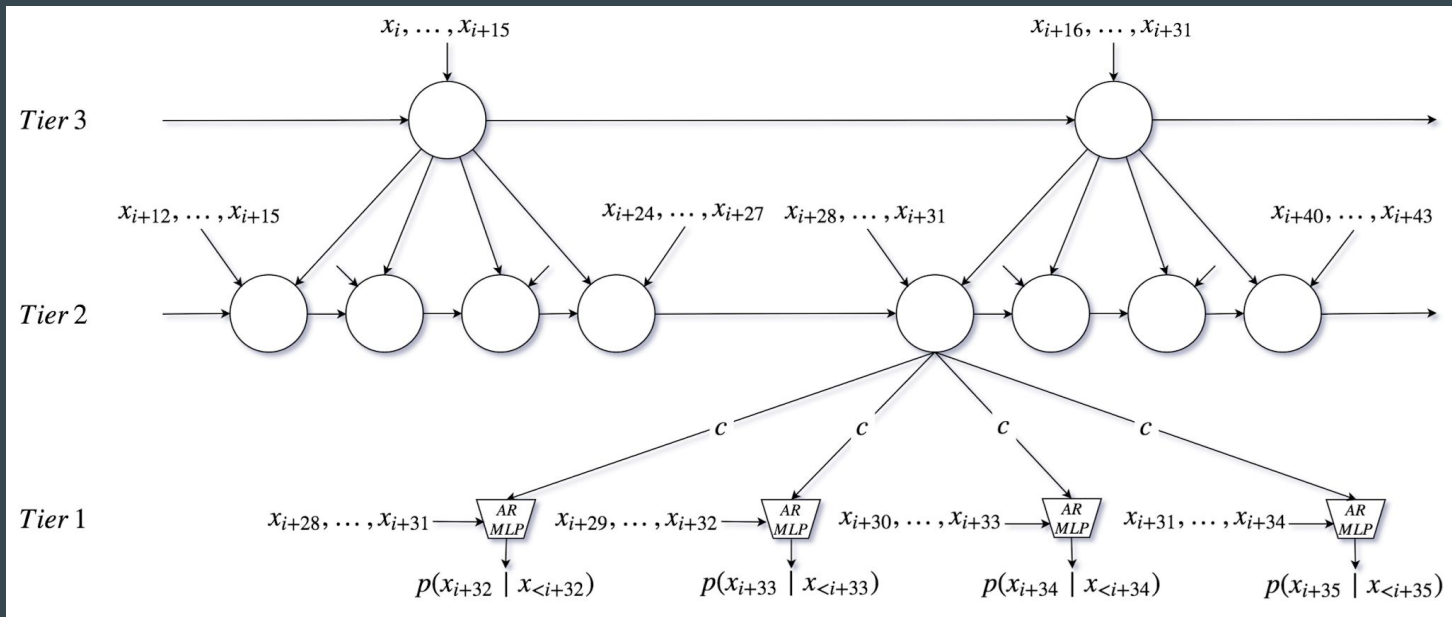 x_i, … , x_{i+15}
x_{i+16}, … , x_{i+31}
Tier 3
x_{i+12}, … , x_{i+15}
x_{i+24}, … , x_{i+27}
x_{i+28}, … , x_{i+31}
x_{i+40}, … , x_{i+43}
Tier 2
c
c
c
c
Tier 1
x_{i+28}, … , x_{i+31}
AR
MLP
x_{i+29}, … , x_{i+32}
AR
MLP
x_{i+30}, … , x_{i+33}
AR
MLP
x_{i+31}, … , x_{i+34}
AR
MLP
p(x_{i+32} | x_{<i+32})
p(x_{i+33} | x_{<i+33})
p(x_{i+34} | x_{<i+34})
p(x_{i+35} | x_{<i+35})